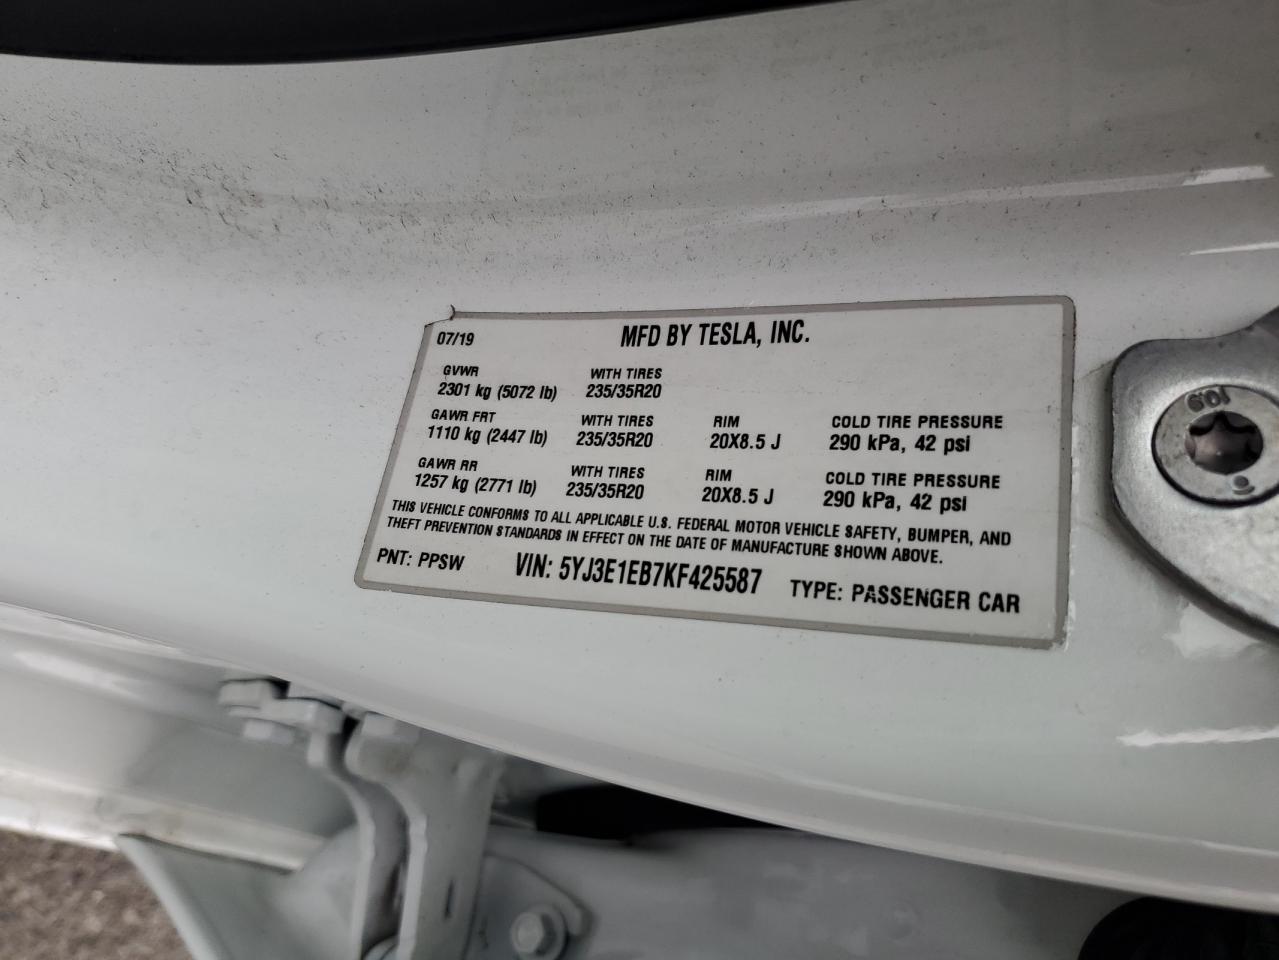 07/19 MFD BY TESLA, INC.
GVWR WITH TIRES
2301 kg (5072 lb) 235/35R20
GAWR FRT WITH TIRES RIM COLD TIRE PRESSURE
1110 kg (2447 lb) 235/35R20 20X8.5 J 290 kPa, 42 psi
GAWR RR WITH TIRES RIM COLD TIRE PRESSURE
1257 kg (2771 lb) 235/35R20 20X8.5 J 290 kPa, 42 psi
THIS VEHICLE CONFORMS TO ALL APPLICABLE U.S. FEDERAL MOTOR VEHICLE SAFETY, BUMPER, AND
THEFT PREVENTION STANDARDS IN EFFECT ON THE DATE OF MANUFACTURE SHOWN ABOVE.
PNT: PPSW VIN: 5YJ3E1EB7KF425587 TYPE: PASSENGER CAR
10.9